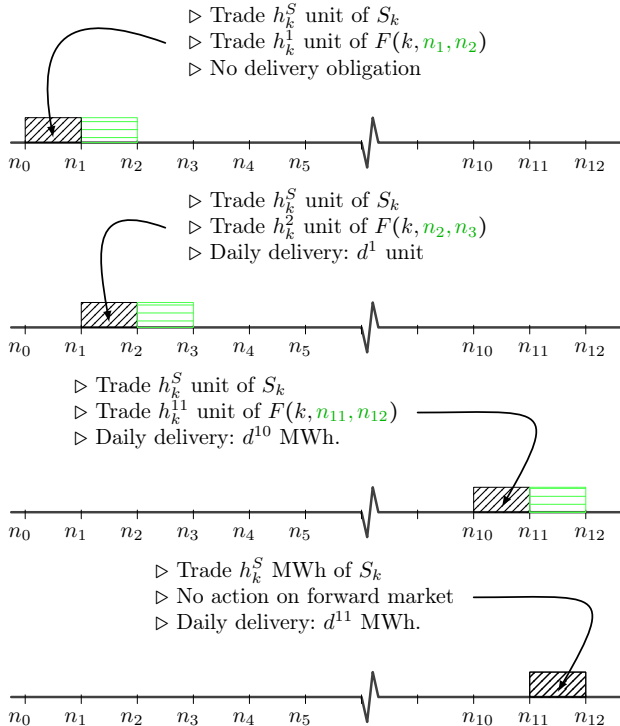 ▷ Trade $h_k^S$ unit of $S_k$
▷ Trade $h_k^1$ unit of $F(k, n_1, n_2)$
▷ No delivery obligation
$n_0$ $n_1$ $n_2$ $n_3$ $n_4$ $n_5$ $n_{10}$ $n_{11}$ $n_{12}$
▷ Trade $h_k^S$ unit of $S_k$
▷ Trade $h_k^2$ unit of $F(k, n_2, n_3)$
▷ Daily delivery: $d^1$ unit
$n_0$ $n_1$ $n_2$ $n_3$ $n_4$ $n_5$ $n_{10}$ $n_{11}$ $n_{12}$
▷ Trade $h_k^S$ unit of $S_k$
▷ Trade $h_k^{11}$ unit of $F(k, n_{11}, n_{12})$
▷ Daily delivery: $d^{10}$ MWh.
$n_0$ $n_1$ $n_2$ $n_3$ $n_4$ $n_5$ $n_{10}$ $n_{11}$ $n_{12}$
▷ Trade $h_k^S$ MWh of $S_k$
▷ No action on forward market
▷ Daily delivery: $d^{11}$ MWh.
$n_0$ $n_1$ $n_2$ $n_3$ $n_4$ $n_5$ $n_{10}$ $n_{11}$ $n_{12}$